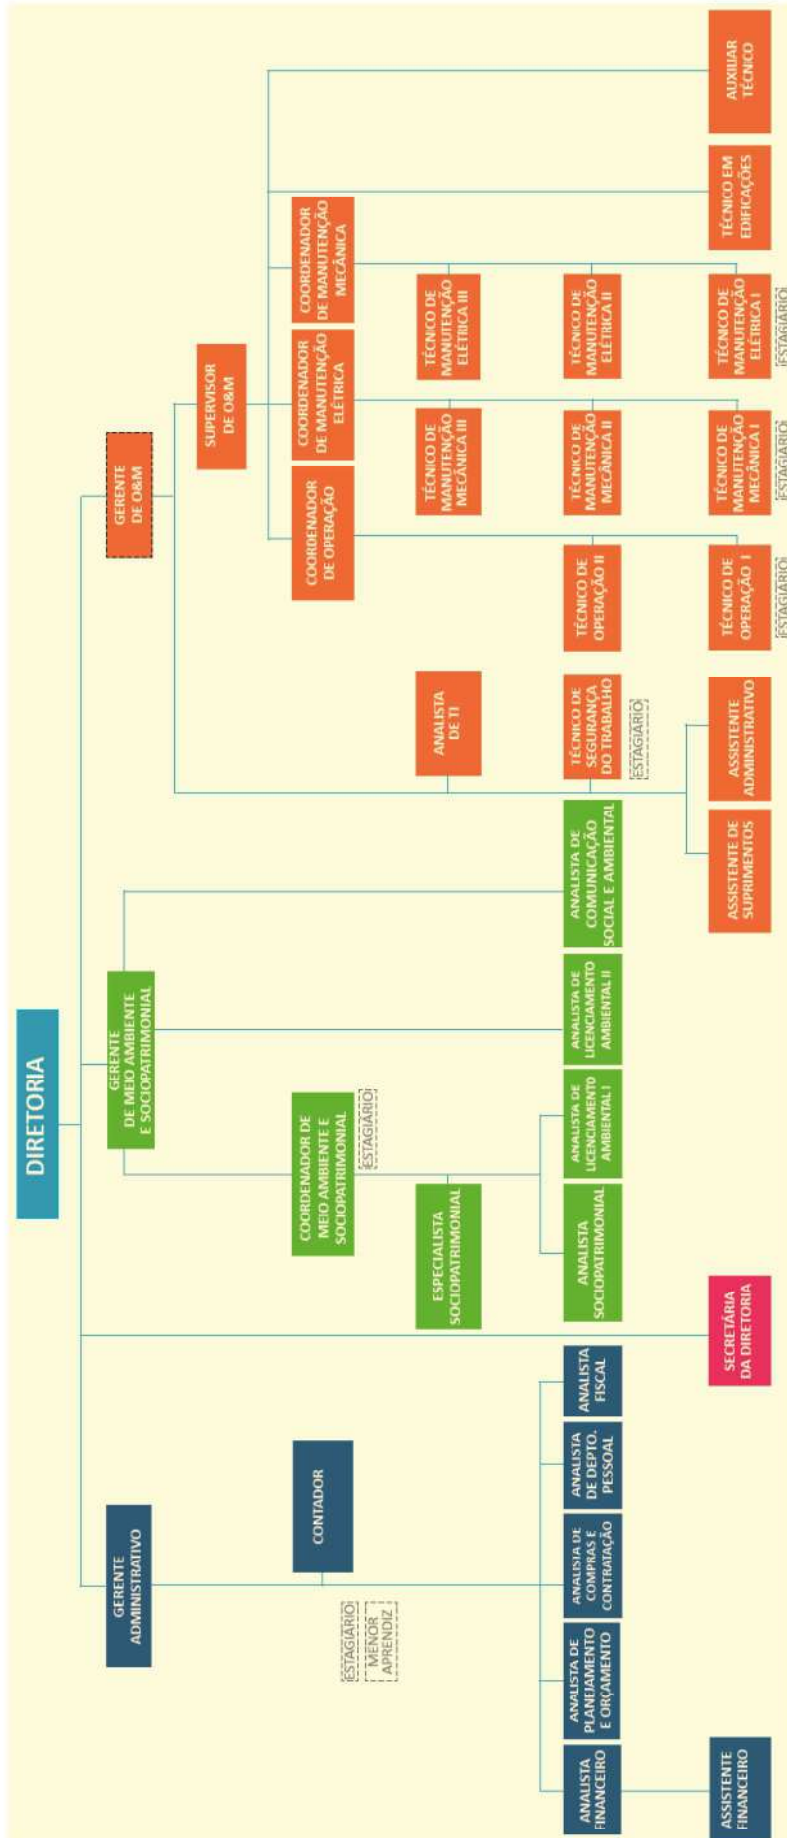 DIRETORIA
GERENTE
ADMINISTRATIVO
GERENTE
DE MEIO AMBIENTE
E SOCIOPATRIMONIAL
GERENTE
DE O&M
SUPERVISOR
DE O&M
CONTADOR
ESTAGIÁRIO
MENOR
APRENDIZ
COORDENADOR DE
MEIO AMBIENTE E
SOCIOPATRIMONIAL
ESTAGIÁRIO
COORDENADOR
DE OPERAÇÃO
COORDENADOR
DE MANUTENÇÃO
ELÉTRICA
COORDENADOR
DE MANUTENÇÃO
MECÂNICA
ESPECIALISTA
SOCIOPATRIMONIAL
ANALISTA
DE TI
TÉCNICO DE
MANUTENÇÃO
MECÂNICA III
TÉCNICO DE
MANUTENÇÃO
ELÉTRICA III
ANALISTA
FINANCEIRO
ANALISTA DE
PLANEJAMENTO
E ORÇAMENTO
ANALISTA DE
COMPRAS E
CONTRATAÇÃO
ANALISTA
DE DEPTO.
PESSOAL
ANALISTA
FISCAL
ANALISTA
SOCIOPATRIMONIAL
ANALISTA DE
LICENCIAMENTO
AMBIENTAL I
ANALISTA DE
LICENCIAMENTO
AMBIENTAL II
ANALISTA DE
COMUNICAÇÃO
SOCIAL E AMBIENTAL
TÉCNICO DE
SEGURANÇA
DO TRABALHO
ESTAGIÁRIO
TÉCNICO DE
OPERAÇÃO II
TÉCNICO DE
MANUTENÇÃO
MECÂNICA II
TÉCNICO DE
MANUTENÇÃO
ELÉTRICA II
ASSISTENTE
FINANCEIRO
SECRETÁRIA
DA DIRETORIA
ASSISTENTE DE
SUPRIMENTOS
ASSISTENTE
ADMINISTRATIVO
TÉCNICO DE
OPERAÇÃO I
ESTAGIÁRIO
TÉCNICO DE
MANUTENÇÃO
MECÂNICA I
ESTAGIÁRIO
TÉCNICO DE
MANUTENÇÃO
ELÉTRICA I
ESTAGIÁRIO
TÉCNICO EM
EDIFICAÇÕES
AUXILIAR
TÉCNICO